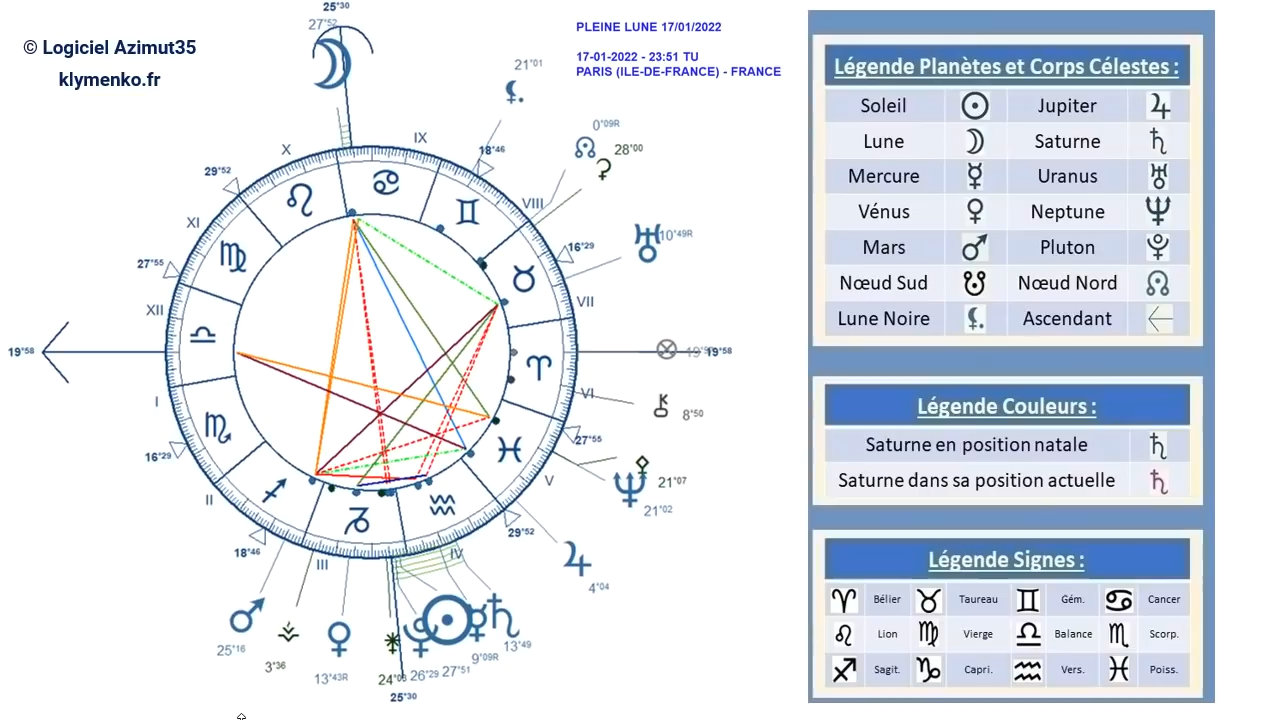 © Logiciel Azimut35
klymenko.fr
PLEINE LUNE 17/01/2022
17-01-2022 - 23:51 TU
PARIS (ILE-DE-FRANCE) - FRANCE
25°30
27°52
21°01
0°09R
28°00
10°49R
IX
X
18°46
29°52
VIII
XI
16°29
27°55
VII
XII
19°58
19°58
I
VI
8°50
27°55
16°29
V
21°07
21°02
II
29°52
18°46
III
IV
4°04
25°16
3°36
13°43R
24°09
26°29
27°51
9°09R
13°49
25°30
Légende Planètes et Corps Célestes :
Soleil Jupiter
Lune Saturne
Mercure Uranus
Vénus Neptune
Mars Pluton
Nœud Sud Nœud Nord
Lune Noire Ascendant
Légende Couleurs :
Saturne en position natale
Saturne dans sa position actuelle
Légende Signes :
Bélier Taureau Gém. Cancer
Lion Vierge Balance Scorp.
Sagit. Capri. Vers. Poiss.